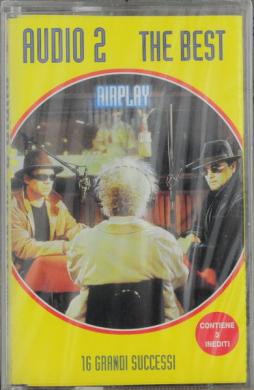 AUDIO 2 THE BEST
AIRPLAY
CONTIENE
3
INEDITI
16 GRANDI SUCCESSI